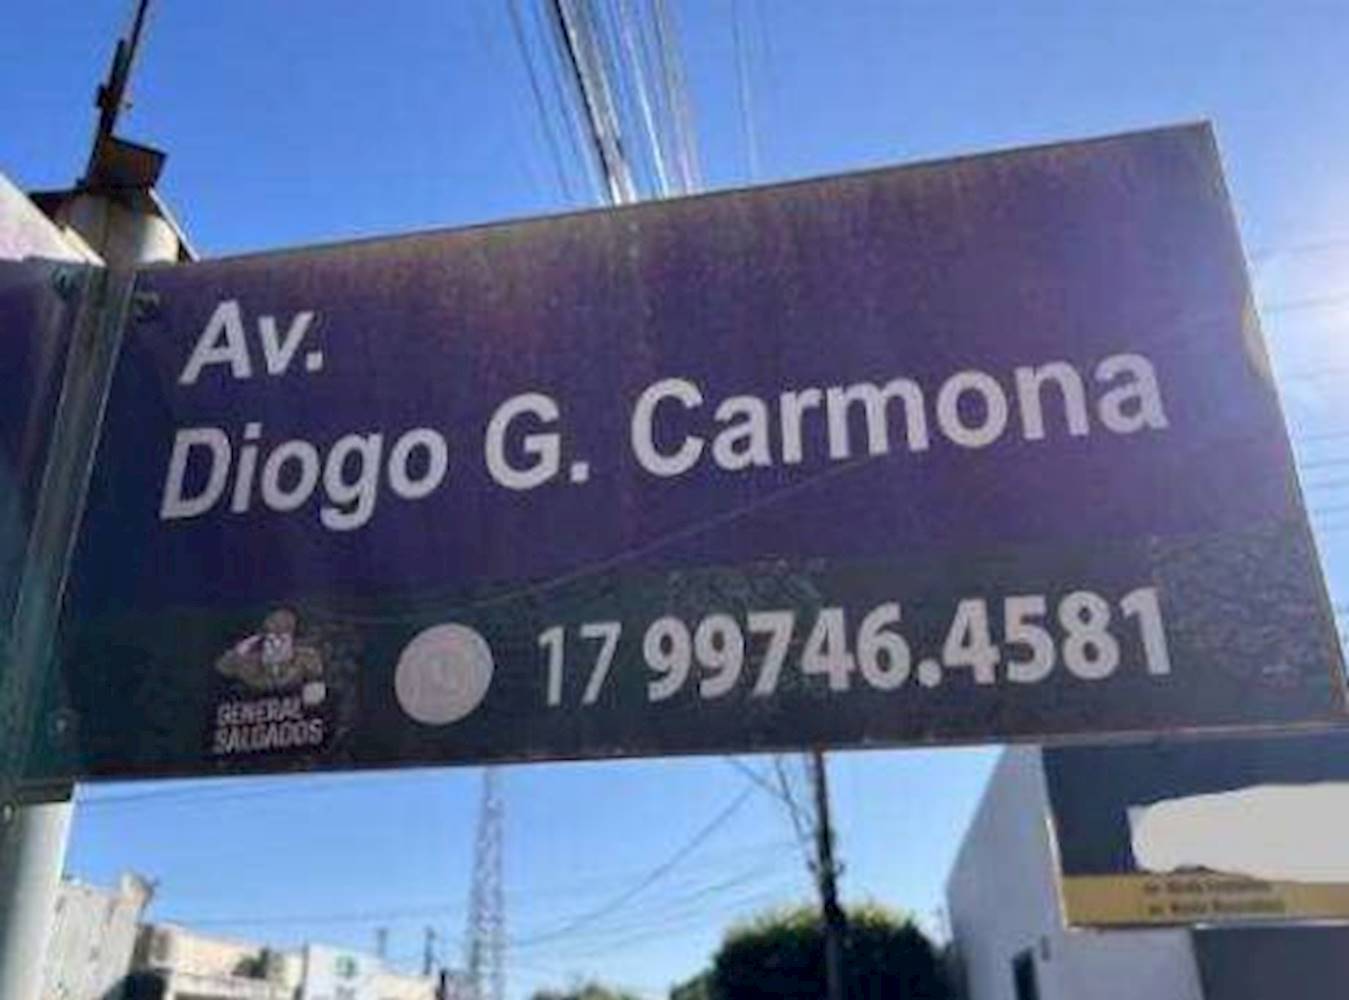 Av.
Diogo G. Carmona
GENERAL
SALGADOS
17 99746.4581